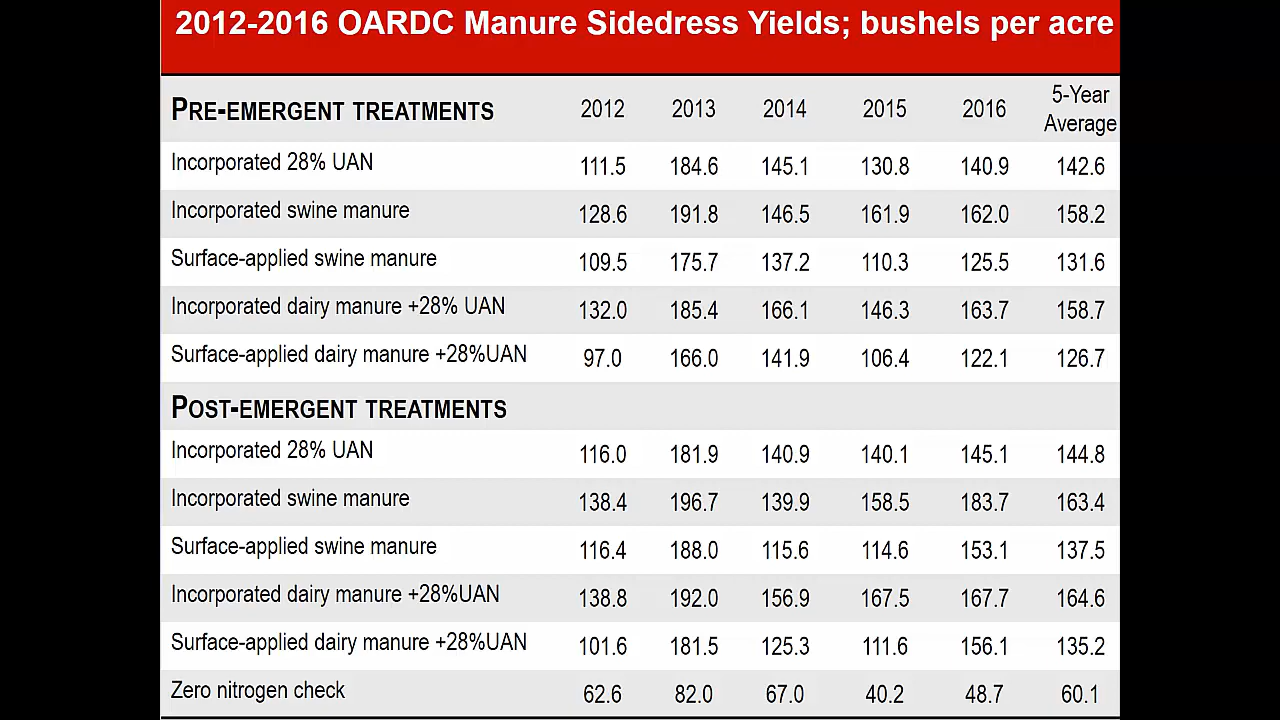 2012-2016 OARDC Manure Sidedress Yields; bushels per acre
PRE-EMERGENT TREATMENTS 2012 2013 2014 2015 2016 5-Year Average
Incorporated 28% UAN 111.5 184.6 145.1 130.8 140.9 142.6
Incorporated swine manure 128.6 191.8 146.5 161.9 162.0 158.2
Surface-applied swine manure 109.5 175.7 137.2 110.3 125.5 131.6
Incorporated dairy manure +28% UAN 132.0 185.4 166.1 146.3 163.7 158.7
Surface-applied dairy manure +28%UAN 97.0 166.0 141.9 106.4 122.1 126.7
POST-EMERGENT TREATMENTS
Incorporated 28% UAN 116.0 181.9 140.9 140.1 145.1 144.8
Incorporated swine manure 138.4 196.7 139.9 158.5 183.7 163.4
Surface-applied swine manure 116.4 188.0 115.6 114.6 153.1 137.5
Incorporated dairy manure +28%UAN 138.8 192.0 156.9 167.5 167.7 164.6
Surface-applied dairy manure +28%UAN 101.6 181.5 125.3 111.6 156.1 135.2
Zero nitrogen check 62.6 82.0 67.0 40.2 48.7 60.1